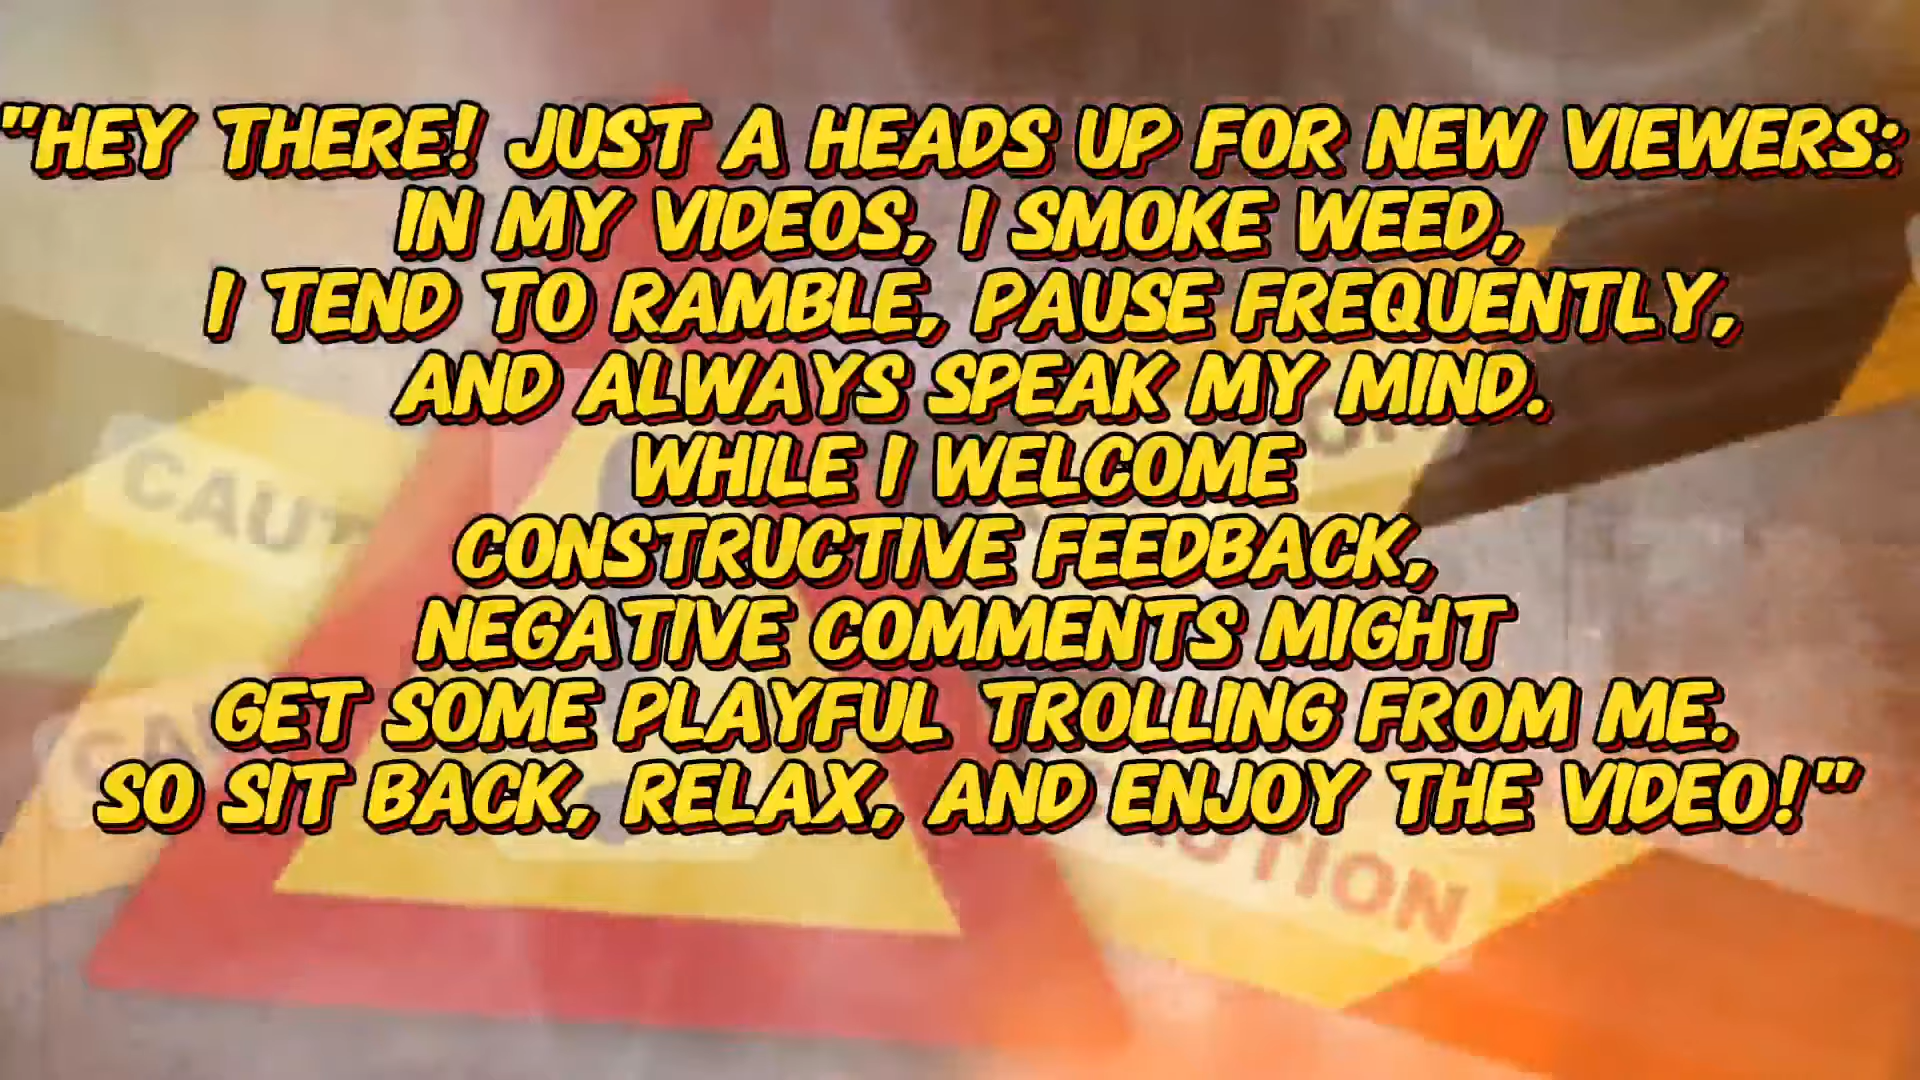 "HEY THERE! JUST A HEADS UP FOR NEW VIEWERS:
IN MY VIDEOS, I SMOKE WEED,
I TEND TO RAMBLE, PAUSE FREQUENTLY,
AND ALWAYS SPEAK MY MIND.
WHILE I WELCOME
CONSTRUCTIVE FEEDBACK,
NEGATIVE COMMENTS MIGHT
GET SOME PLAYFUL TROLLING FROM ME.
SO SIT BACK, RELAX, AND ENJOY THE VIDEO!"